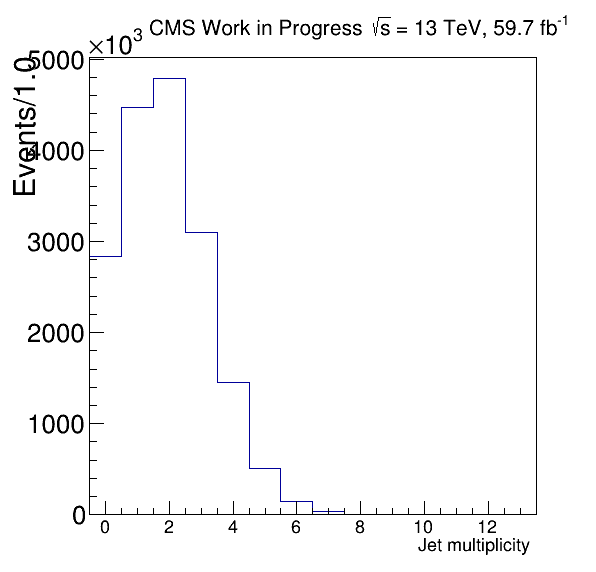 ×10³ CMS Work in Progress √s = 13 TeV, 59.7 fb⁻¹
Events/1.0
5000
4000
3000
2000
1000
0
0 2 4 6 8 10 12
Jet multiplicity